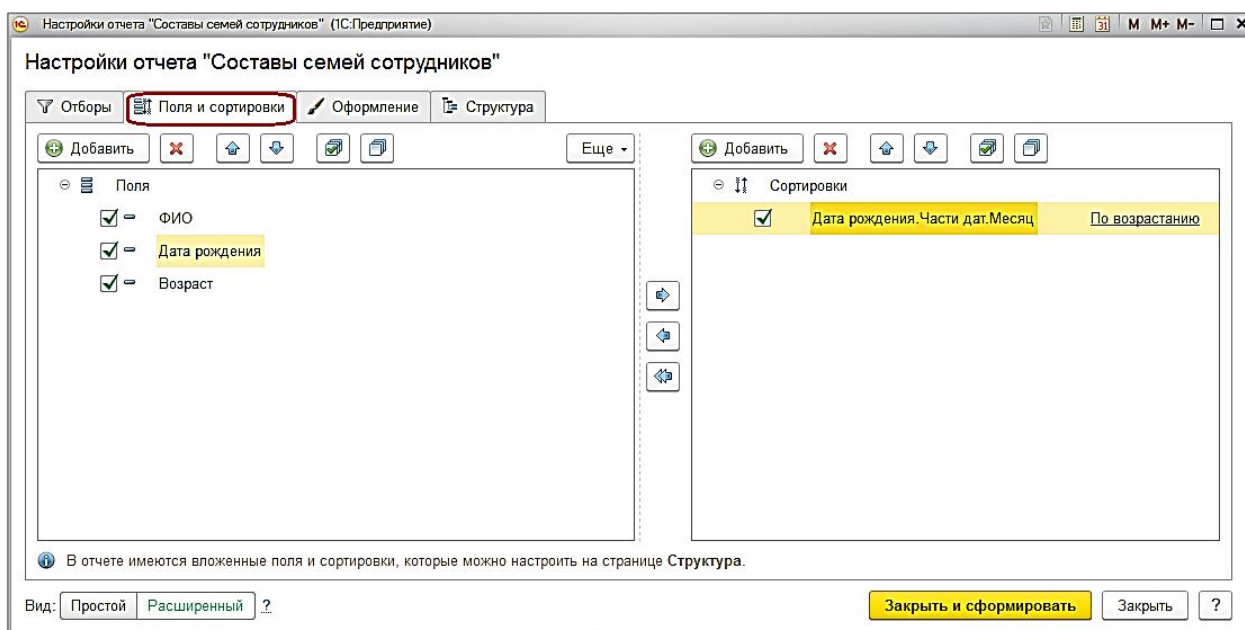 Настройки отчета "Составы семей сотрудников" (1С:Предприятие)
31 M M+ M-
Настройки отчета "Составы семей сотрудников"
Отборы Поля и сортировки Оформление Структура
Добавить Еще Добавить
Поля Сортировки
ФИО Дата рождения.Части дат.Месяц По возрастанию
Дата рождения
Возраст
В отчете имеются вложенные поля и сортировки, которые можно настроить на странице Структура.
Вид: Простой Расширенный ? Закрыть и сформировать Закрыть ?